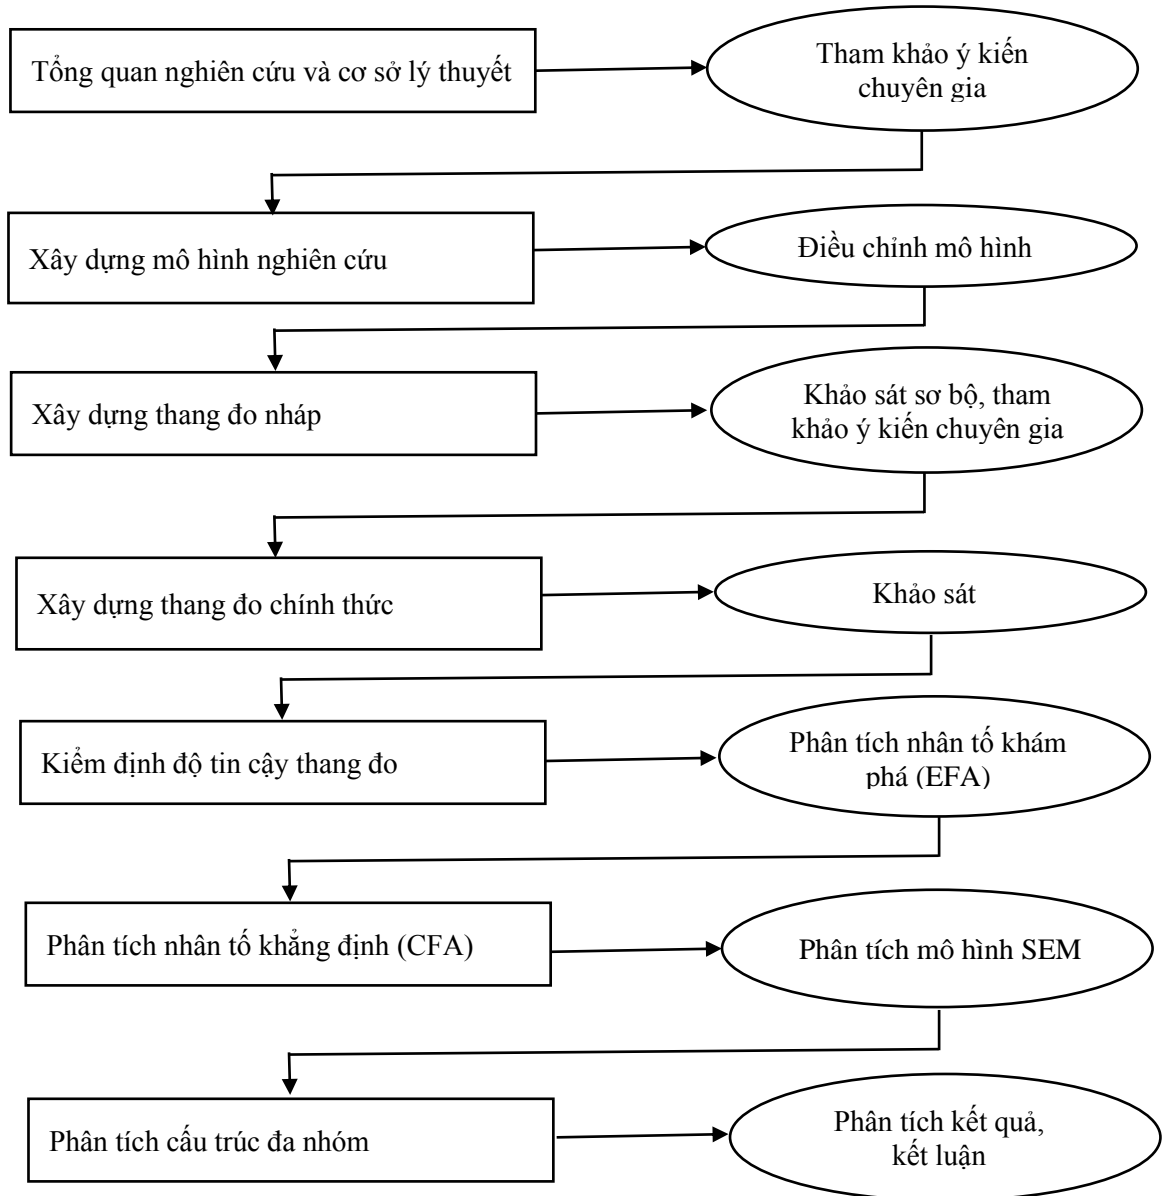 Tổng quan nghiên cứu và cơ sở lý thuyết
Tham khảo ý kiến
chuyên gia
Xây dựng mô hình nghiên cứu
Điều chỉnh mô hình
Xây dựng thang đo nháp
Khảo sát sơ bộ, tham
khảo ý kiến chuyên gia
Xây dựng thang đo chính thức
Khảo sát
Kiểm định độ tin cậy thang đo
Phân tích nhân tố khám
phá (EFA)
Phân tích nhân tố khẳng định (CFA)
Phân tích mô hình SEM
Phân tích cấu trúc đa nhóm
Phân tích kết quả,
kết luận